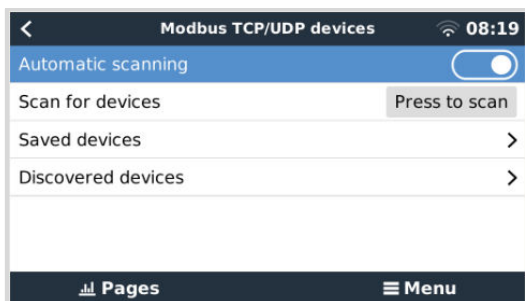 Modbus TCP/UDP devices 08:19
Automatic scanning
Scan for devices Press to scan
Saved devices
Discovered devices
Pages Menu